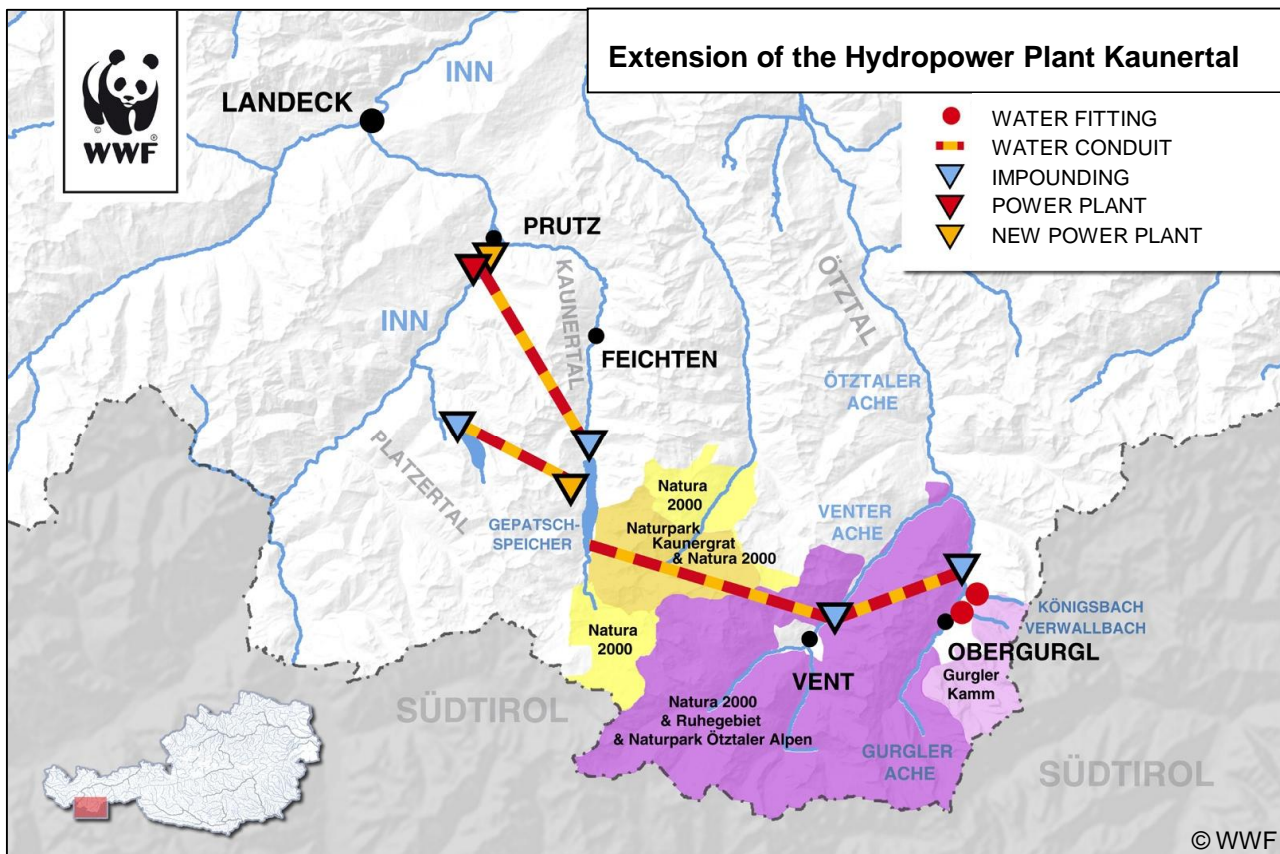 Extension of the Hydropower Plant Kaunertal
WWF
©
®
INN
LANDECK
WATER FITTING
WATER CONDUIT
IMPOUNDING
POWER PLANT
NEW POWER PLANT
PRUTZ
KAUNERTAL
ÖTZTAL
INN
FEICHTEN
ÖTZTALER
ACHE
PLATZERTAL
Natura
2000
GEPATSCH-
SPEICHER
Naturpark
Kaunergrat
& Natura 2000
VENTER
ACHE
KÖNIGSBACH
VERWALLBACH
Natura
2000
OBERGURGL
Gurgler
Kamm
VENT
SÜDTIROL
Natura 2000
& Ruhegebiet
& Naturpark Ötztaler Alpen
GURGLER
ACHE
SÜDTIROL
© WWF